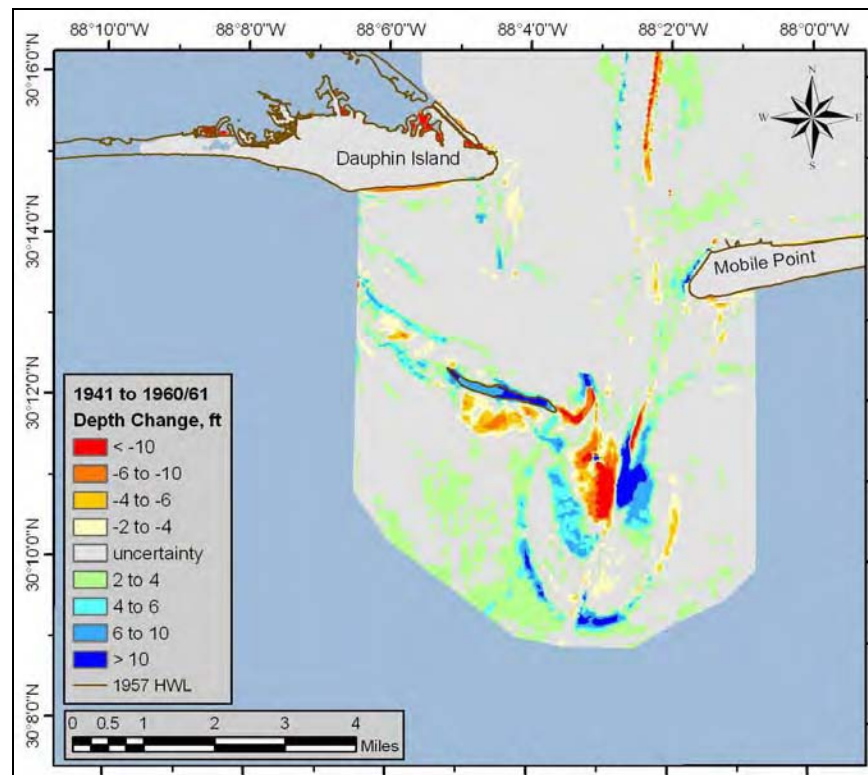 88°10'0"W 88°8'0"W 88°6'0"W 88°4'0"W 88°2'0"W 88°0'0"W
30°16'0"N
30°14'0"N
30°12'0"N
30°10'0"N
30°8'0"N
N
W E
S
Dauphin Island
Mobile Point
1941 to 1960/61
Depth Change, ft
< -10
-6 to -10
-4 to -6
-2 to -4
uncertainty
2 to 4
4 to 6
6 to 10
> 10
1957 HWL
0 0.5 1 2 3 4
Miles